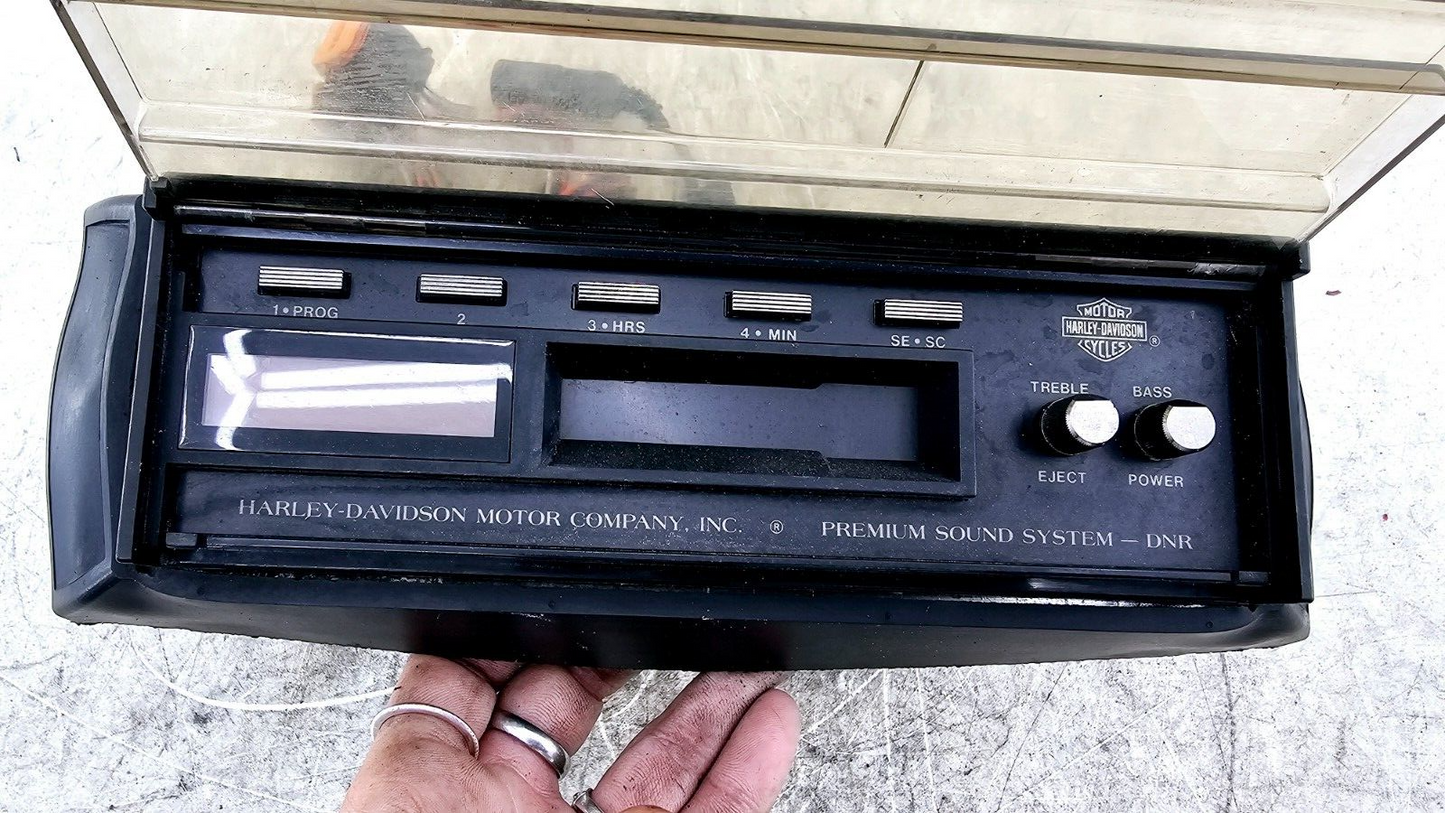 1•PROG
2
3•HRS
4•MIN
SE•SC
MOTOR
HARLEY-DAVIDSON
CYCLES
®
TREBLE
BASS
EJECT
POWER
HARLEY-DAVIDSON MOTOR COMPANY, INC. ® PREMIUM SOUND SYSTEM — DNR